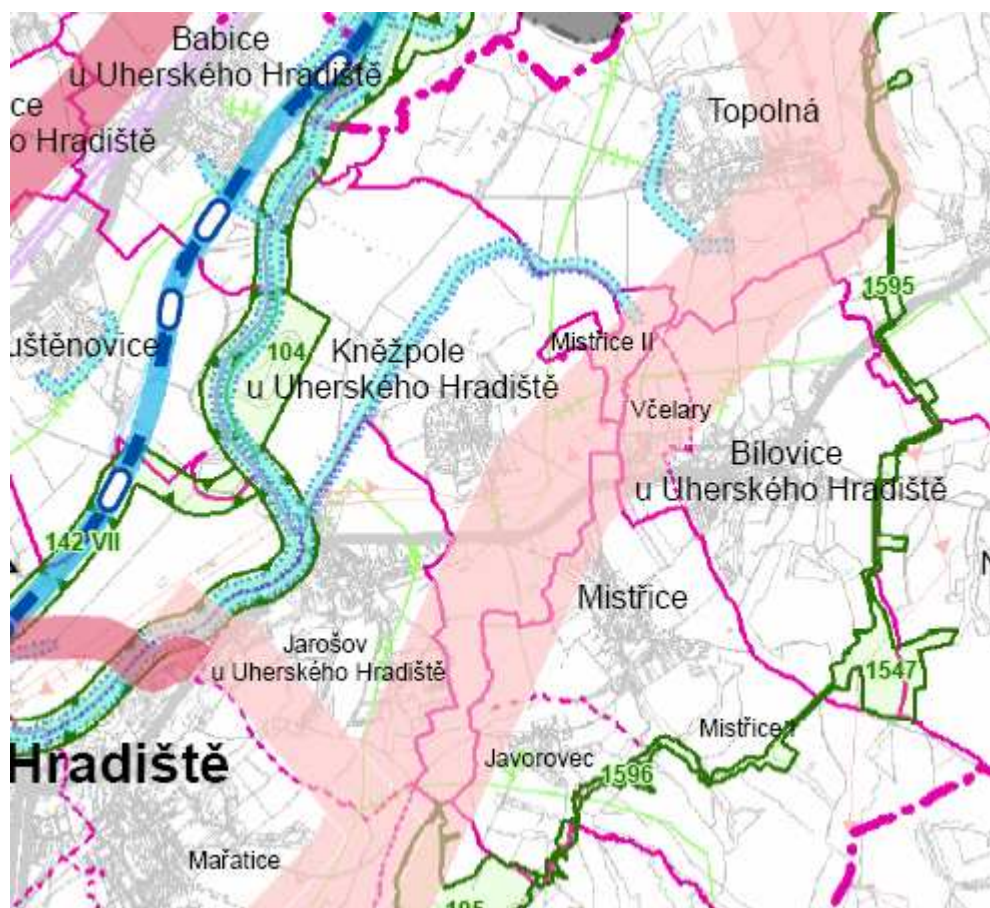 Babice
u Uherského Hradiště
ce
o Hradiště
Topolná
1595
uštěnovice
104
Kněžpole
u Uherského Hradiště
Mistřice II
Včelary
Bílovice
u Uherského Hradiště
142 VII
Mistřice
Jarošov
u Uherského Hradiště
1547
Mistřice I
Hradiště
Javorovec
1596
Mařatice